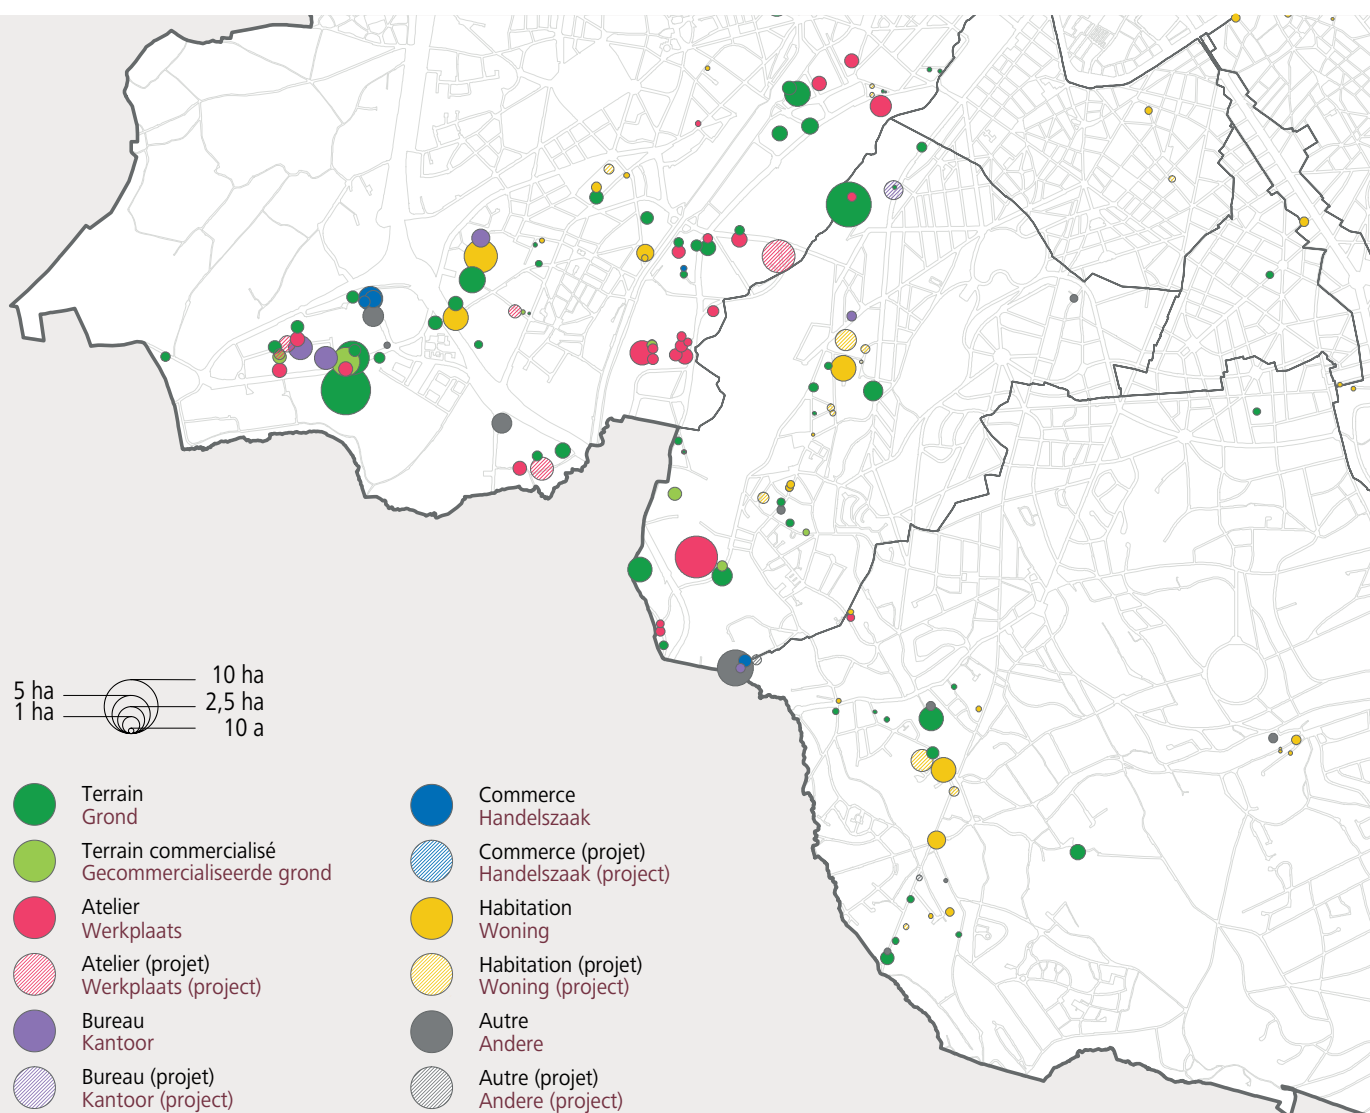 10 ha
5 ha
2,5 ha
1 ha
10 a
Terrain
Grond
Terrain commercialisé
Gecommercialiseerde grond
Atelier
Werkplaats
Atelier (projet)
Werkplaats (project)
Bureau
Kantoor
Bureau (projet)
Kantoor (project)
Commerce
Handelszaak
Commerce (projet)
Handelszaak (project)
Habitation
Woning
Habitation (projet)
Woning (project)
Autre
Andere
Autre (projet)
Andere (project)